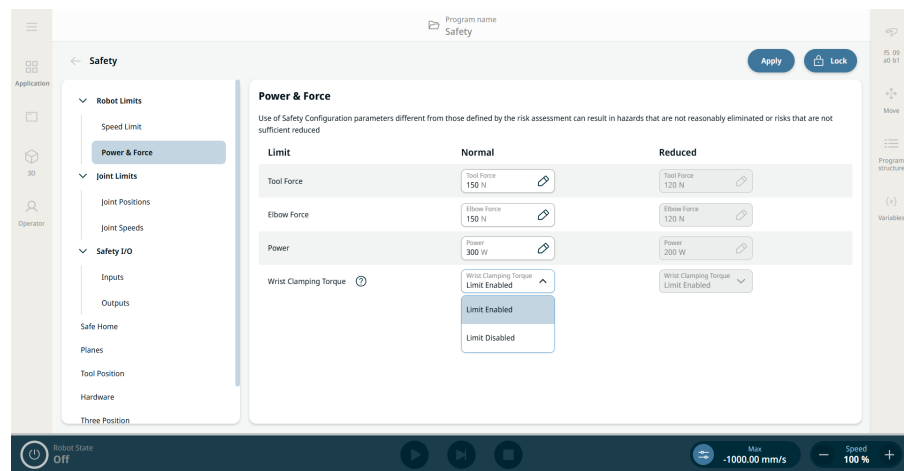 Program name
Safety
Application
3D
Operator
Safety
Apply
Lock
Robot Limits
Speed Limit
Power & Force
Joint Limits
Joint Positions
Joint Speeds
Safety I/O
Inputs
Outputs
Safe Home
Planes
Tool Position
Hardware
Three Position
Power & Force
Use of Safety Configuration parameters different from those defined by the risk assessment can result in hazards that are not reasonably eliminated or risks that are not
sufficient reduced
Limit Normal Reduced
Tool Force
Tool Force
150 N
Tool Force
120 N
Elbow Force
Elbow Force
150 N
Elbow Force
120 N
Power
Power
300 W
Power
200 W
Wrist Clamping Torque ?
Wrist Clamping Torque
Limit Enabled
Wrist Clamping Torque
Limit Enabled
Limit Enabled
Limit Disabled
f5 09
a0 b1
Move
Program
structure
{x}
Variables
Robot State
Off
Max
-1000.00 mm/s
Speed
100 %